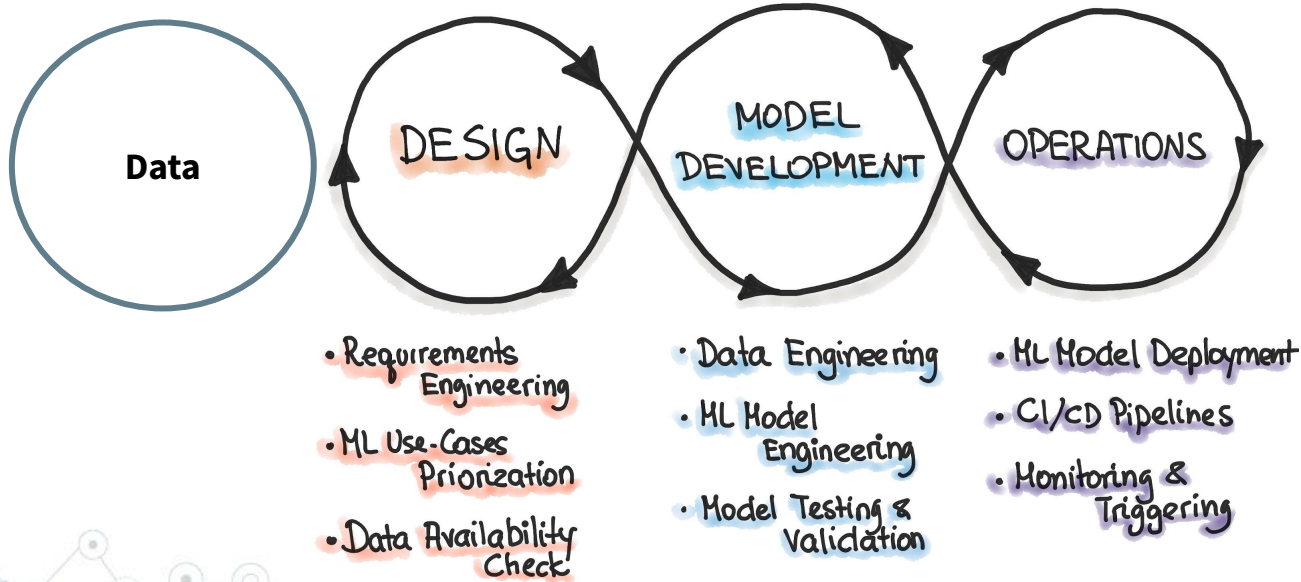 Data
DESIGN
MODEL
DEVELOPMENT
OPERATIONS
• Requirements
Engineering
• ML Use-Cases
Priorization
• Data Availability
Check
• Data Engineering
• ML Model
Engineering
• Model Testing &
Validation
• ML Model Deployment
• CI/CD Pipelines
• Monitoring &
Triggering